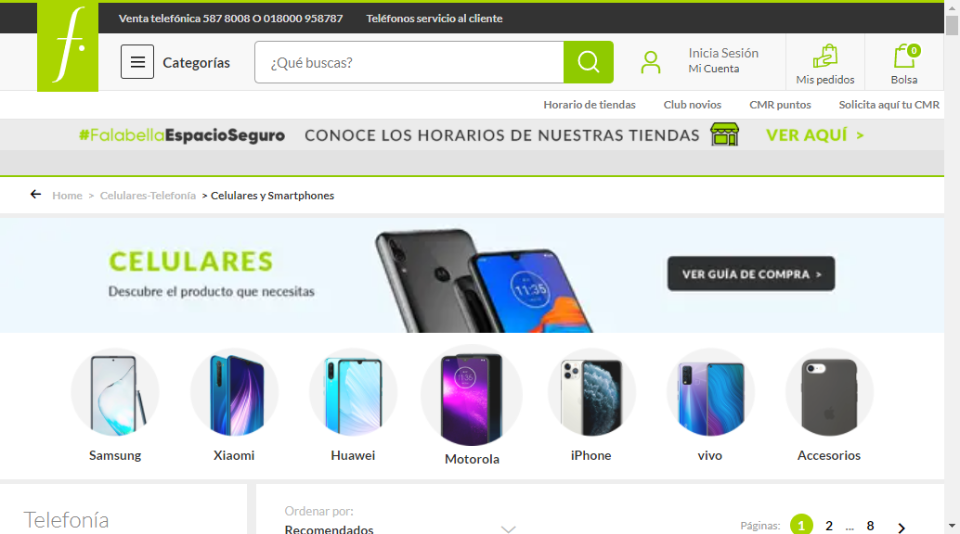 Venta telefónica 587 8008 O 018000 958787 Teléfonos servicio al cliente
f.
Categorías
¿Qué buscas?
Inicia Sesión
Mi Cuenta
Mis pedidos
0
Bolsa
Horario de tiendas Club novios CMR puntos Solicita aquí tu CMR
#FalabellaEspacioSeguro CONOCE LOS HORARIOS DE NUESTRAS TIENDAS VER AQUÍ >
Home > Celulares-Telefonía > Celulares y Smartphones
CELULARES
Descubre el producto que necesitas
11:35
VER GUÍA DE COMPRA >
Samsung Xiaomi Huawei Motorola iPhone vivo Accesorios
Telefonía
Ordenar por:
Recomendados
Páginas: 1 2 ... 8 >